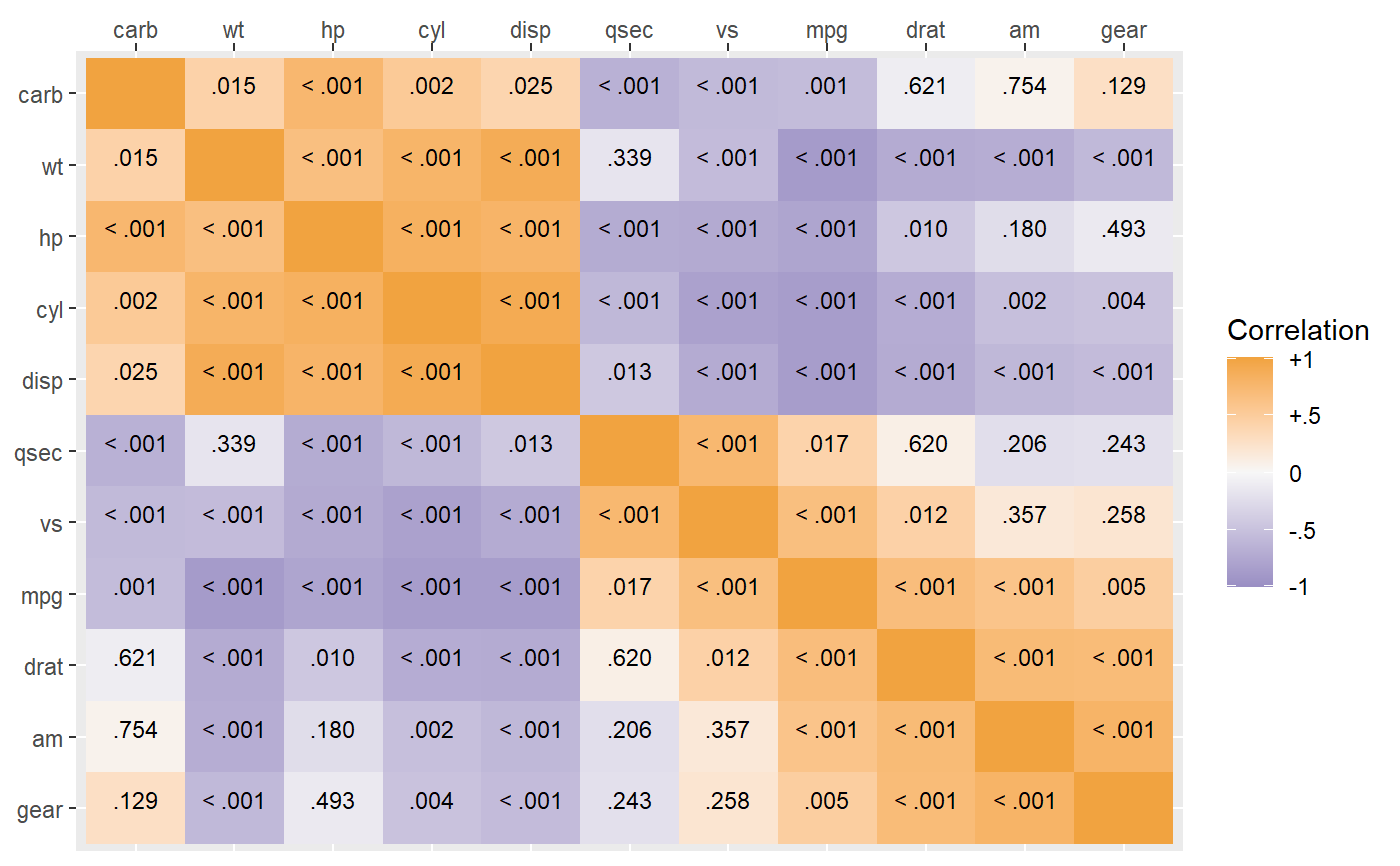 carb wt hp cyl disp qsec vs mpg drat am gear
carb .015 < .001 .002 .025 < .001 < .001 .001 .621 .754 .129
wt .015 < .001 < .001 < .001 .339 < .001 < .001 < .001 < .001 < .001
hp < .001 < .001 < .001 < .001 < .001 < .001 < .001 .010 .180 .493
cyl .002 < .001 < .001 < .001 < .001 < .001 < .001 < .001 .002 .004
disp .025 < .001 < .001 < .001 .013 < .001 < .001 < .001 < .001 < .001
qsec < .001 .339 < .001 < .001 .013 < .001 .017 .620 .206 .243
vs < .001 < .001 < .001 < .001 < .001 < .001 < .001 .012 .357 .258
mpg .001 < .001 < .001 < .001 < .001 .017 < .001 < .001 < .001 .005
drat .621 < .001 .010 < .001 < .001 .620 .012 < .001 < .001 < .001
am .754 < .001 .180 .002 < .001 .206 .357 < .001 < .001 < .001
gear .129 < .001 .493 .004 < .001 .243 .258 .005 < .001 < .001
Correlation
+1
+.5
0
-.5
-1